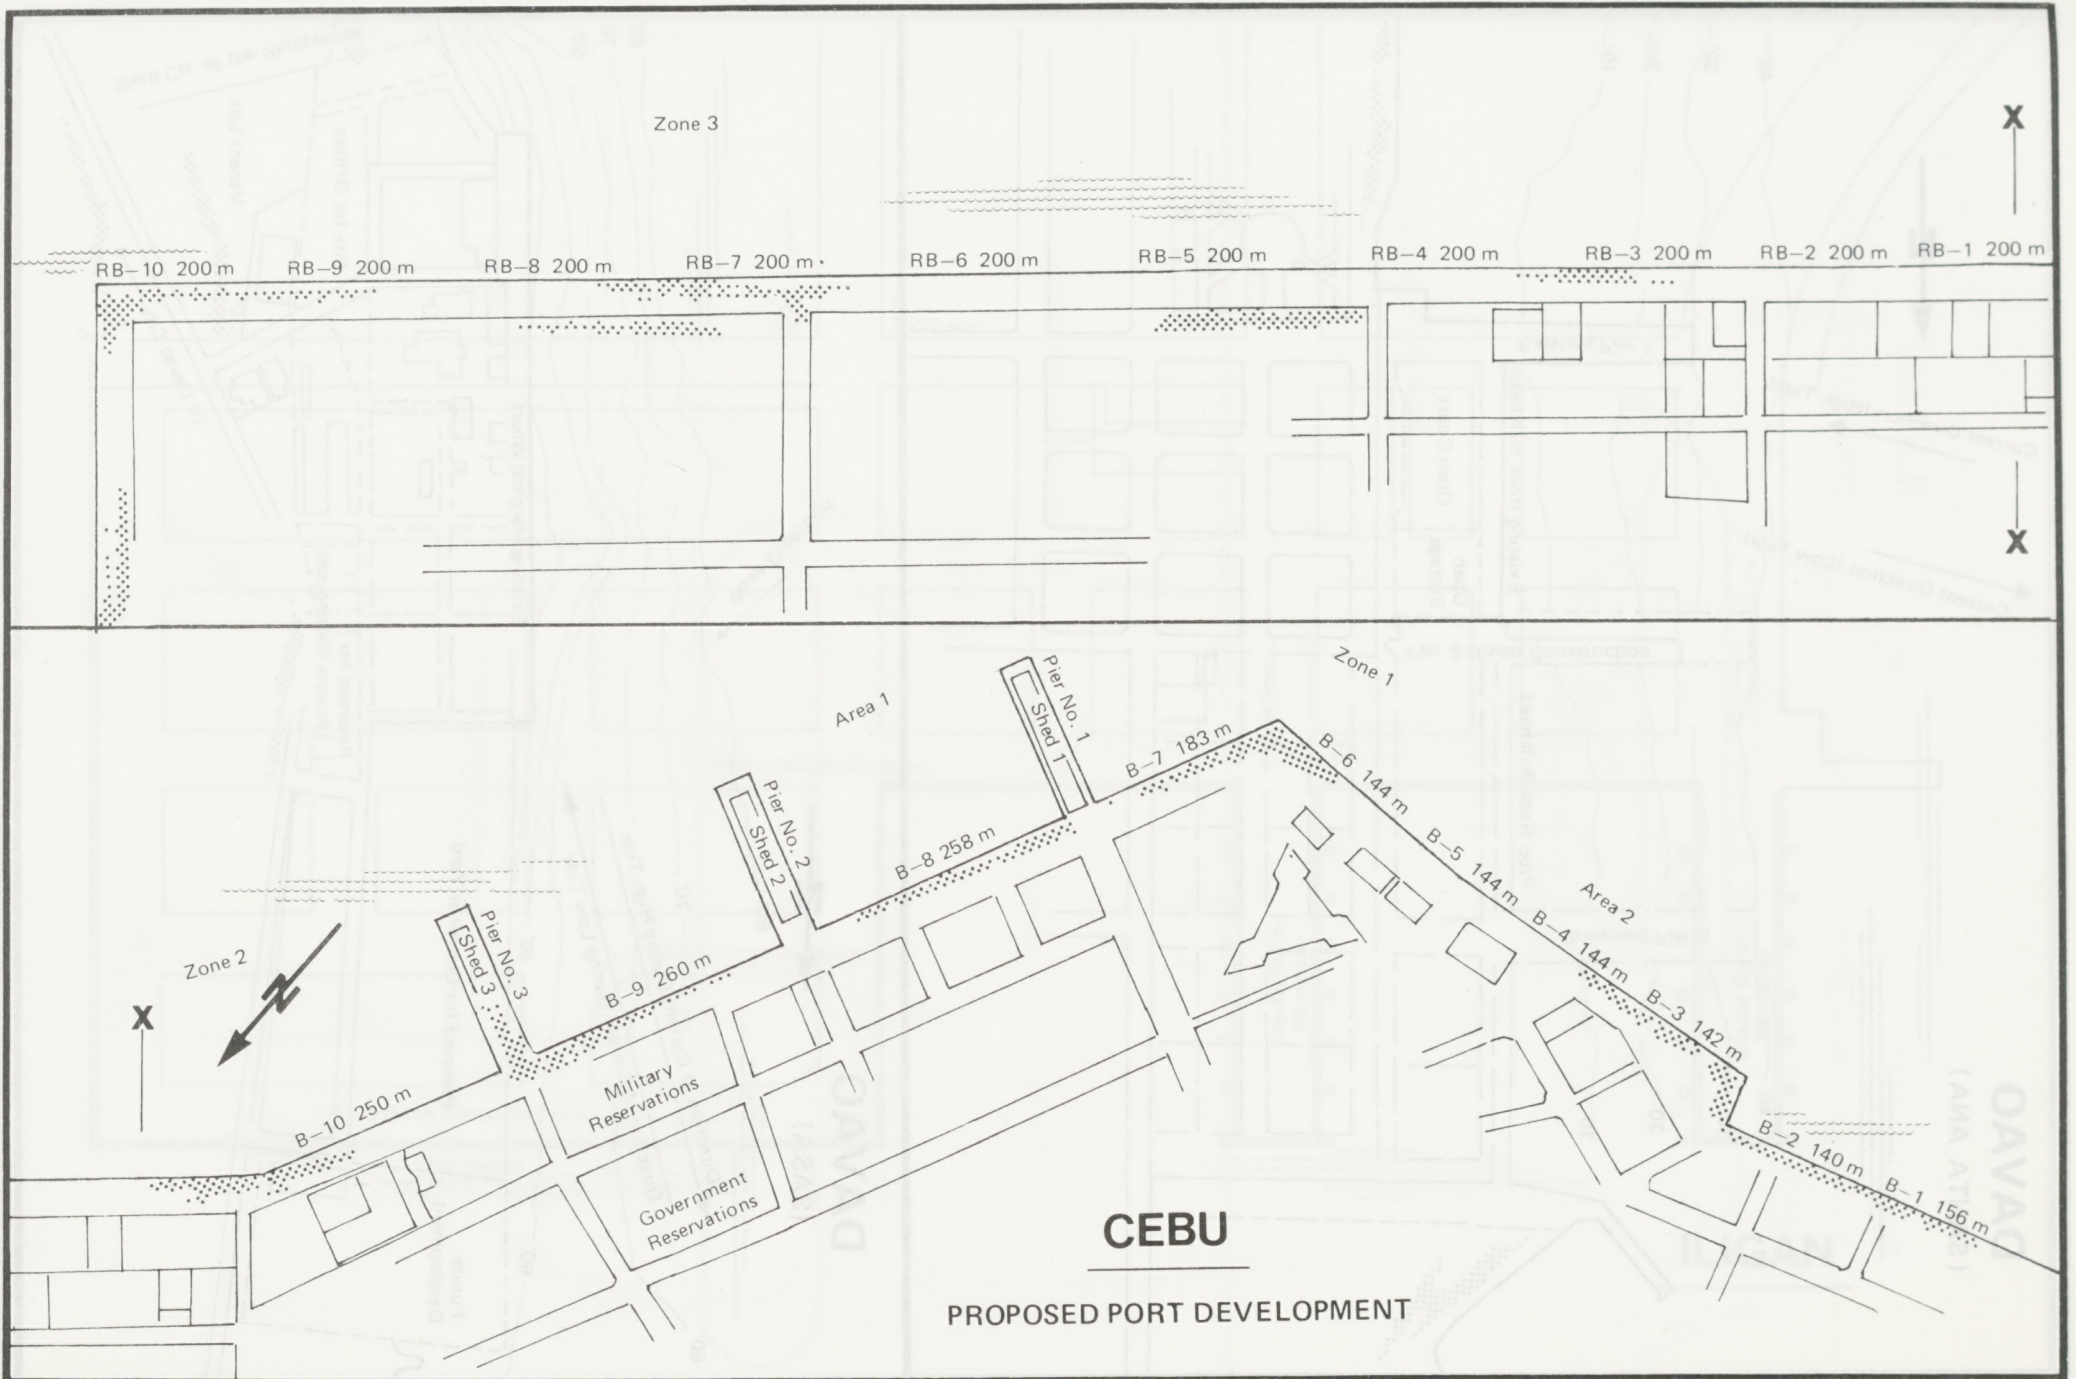 Zone 3
X
RB–10 200 m
RB–9 200 m
RB–8 200 m
RB–7 200 m
RB–6 200 m
RB–5 200 m
RB–4 200 m
RB–3 200 m
RB–2 200 m
RB–1 200 m
X
Zone 1
Area 1
Pier No. 1
Shed 1
B–7 183 m
B–6 144 m
Pier No. 2
Shed 2
B–8 258 m
B–5 144 m
Area 2
B–4 144 m
Pier No. 3
Shed 3
B–9 260 m
Zone 2
N
X
B–3 142 m
B–10 250 m
Military
Reservations
B–2 140 m
B–1 156 m
Government
Reservations
CEBU
PROPOSED PORT DEVELOPMENT